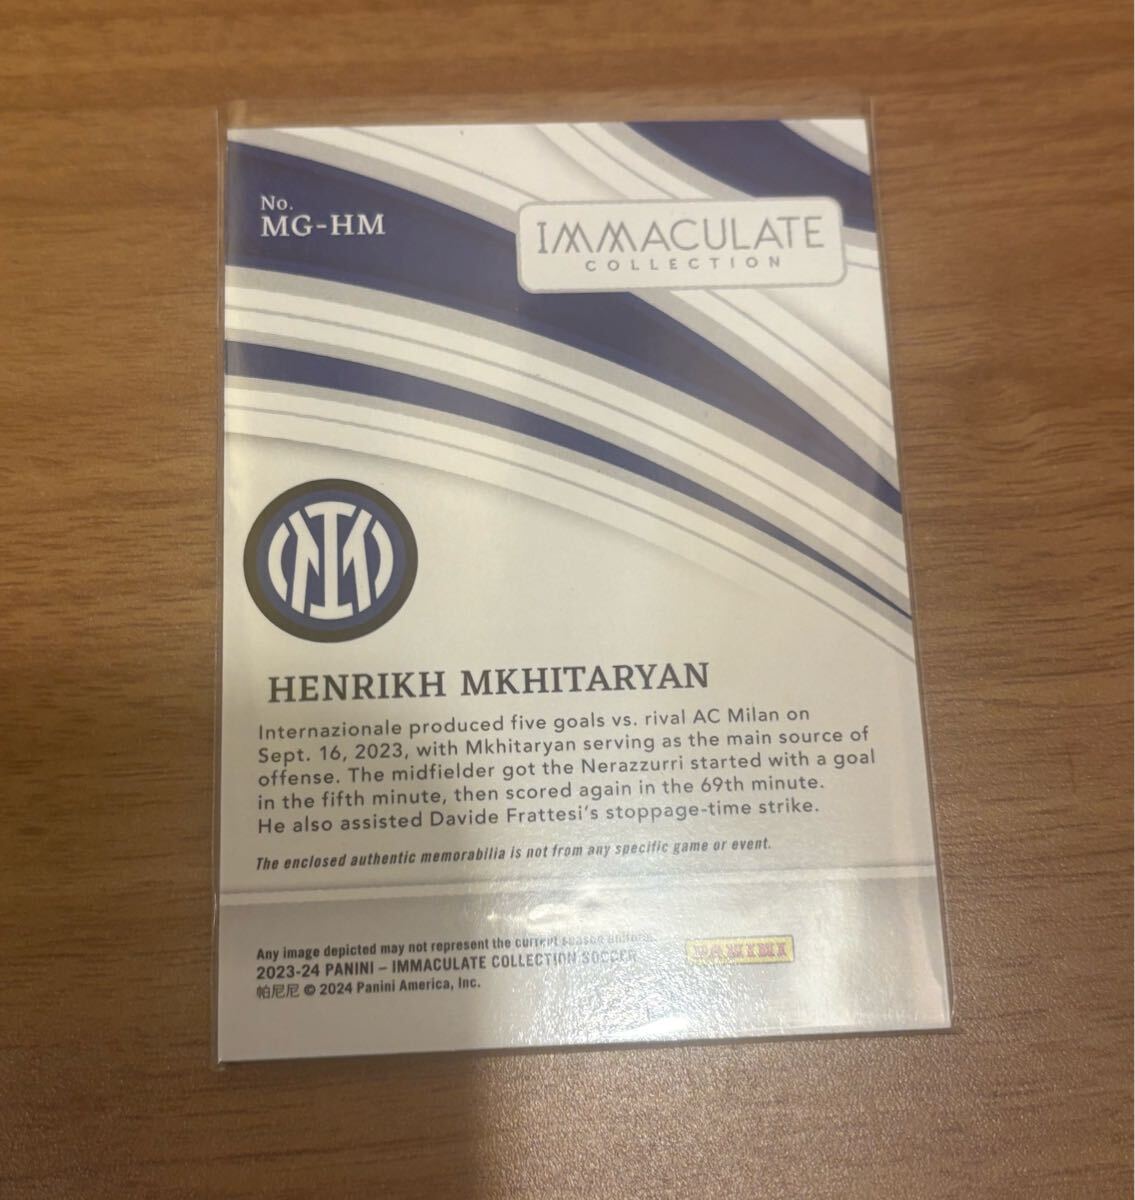 No.
MG-HM
IMMACULATE
COLLECTION
HENRIKH MKHITARYAN
Internazionale produced five goals vs. rival AC Milan on
Sept. 16, 2023, with Mkhitaryan serving as the main source of
offense. The midfielder got the Nerazzurri started with a goal
in the fifth minute, then scored again in the 69th minute.
He also assisted Davide Frattesi's stoppage-time strike.
The enclosed authentic memorabilia is not from any specific game or event.
Any image depicted may not represent the current season uniform.
2023-24 PANINI – IMMACULATE COLLECTION SOCCER
帕尼尼 © 2024 Panini America, Inc.
PANINI